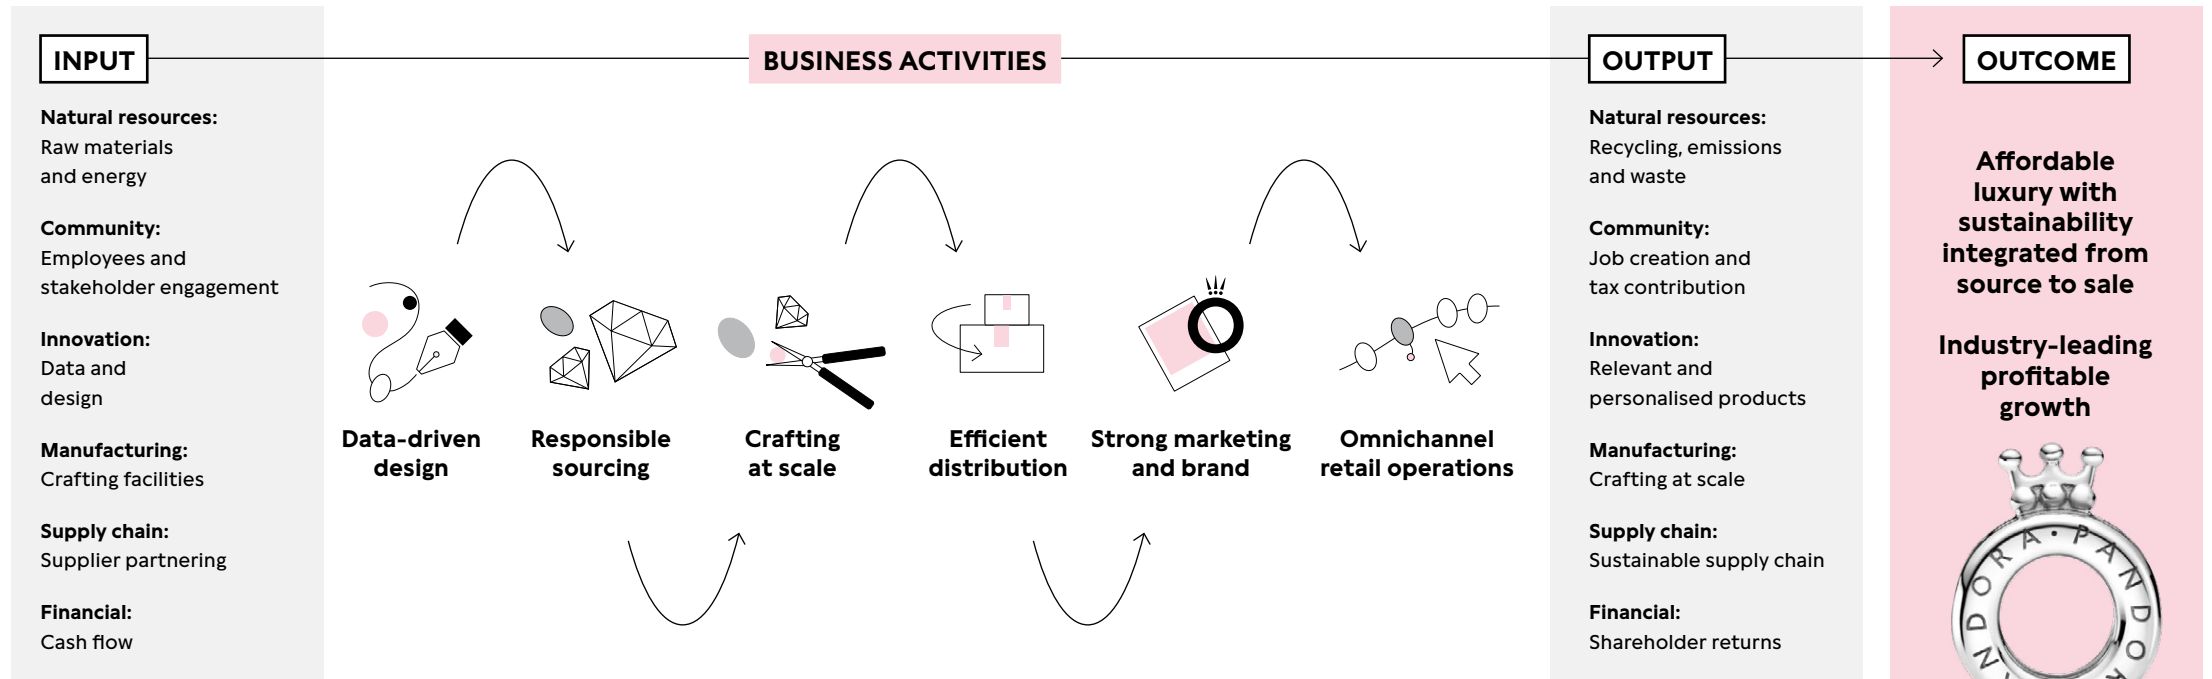 INPUT
BUSINESS ACTIVITIES
OUTPUT
OUTCOME
Natural resources:
Raw materials
and energy
Community:
Employees and
stakeholder engagement
Innovation:
Data and
design
Manufacturing:
Crafting facilities
Supply chain:
Supplier partnering
Financial:
Cash flow
Data-driven
design
Responsible
sourcing
Crafting
at scale
Efficient
distribution
Strong marketing
and brand
Omnichannel
retail operations
Natural resources:
Recycling, emissions
and waste
Community:
Job creation and
tax contribution
Innovation:
Relevant and
personalised products
Manufacturing:
Crafting at scale
Supply chain:
Sustainable supply chain
Financial:
Shareholder returns
Affordable
luxury with
sustainability
integrated from
source to sale
Industry-leading
profitable
growth
NDORA • PANDOR